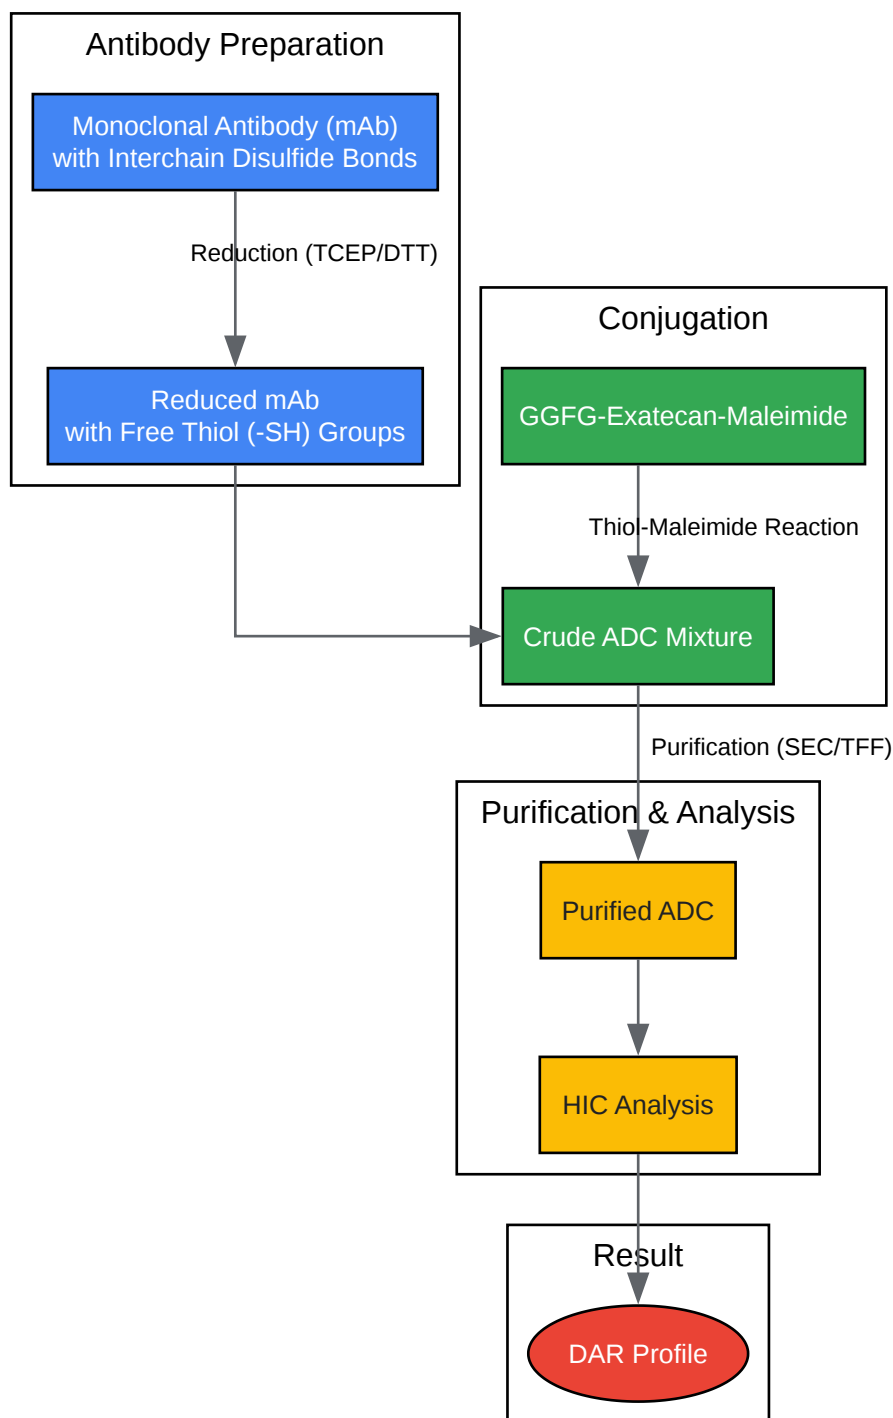 Antibody Preparation
Monoclonal Antibody (mAb)
with Interchain Disulfide Bonds
Reduction (TCEP/DTT)
Reduced mAb
with Free Thiol (-SH) Groups
Conjugation
GGFG-Exatecan-Maleimide
Thiol-Maleimide Reaction
Crude ADC Mixture
Purification (SEC/TFF)
Purification & Analysis
Purified ADC
HIC Analysis
Result
DAR Profile